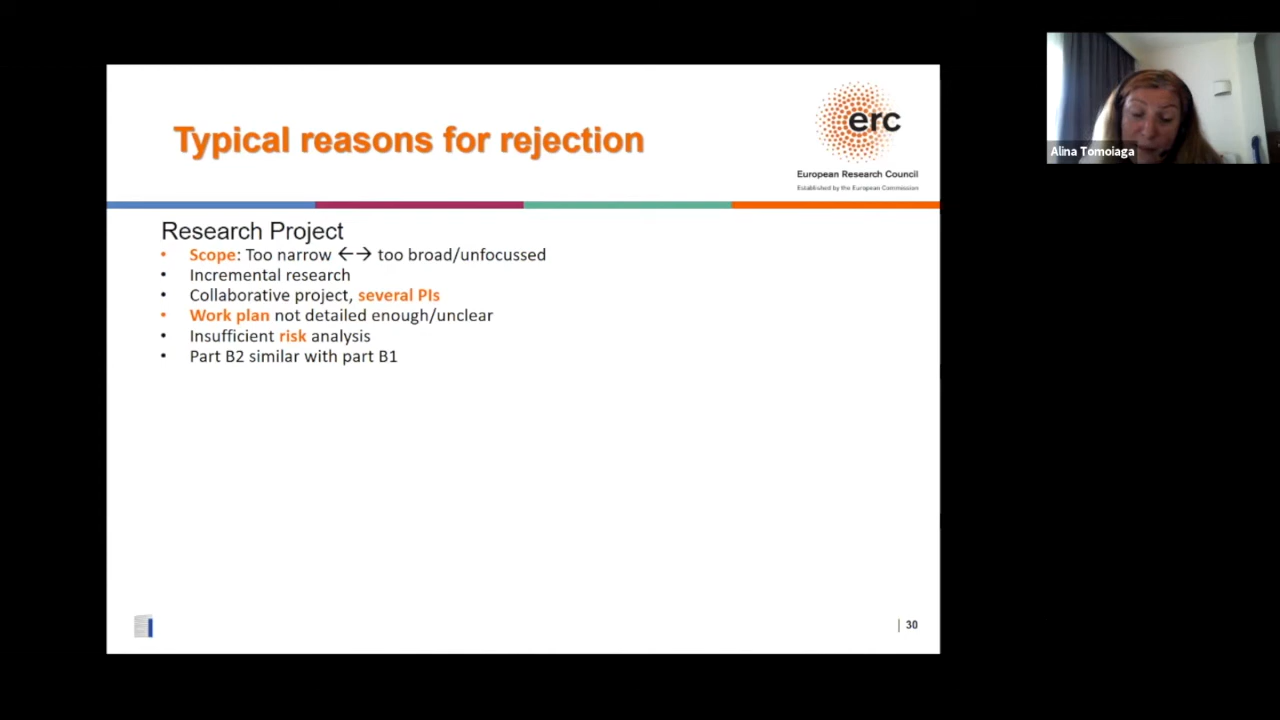 Typical reasons for rejection
erc
European Research Council
Established by the European Commission
Research Project
• Scope: Too narrow ←→ too broad/unfocussed
• Incremental research
• Collaborative project, several PIs
• Work plan not detailed enough/unclear
• Insufficient risk analysis
• Part B2 similar with part B1
| 30
Alina Tomoiaga